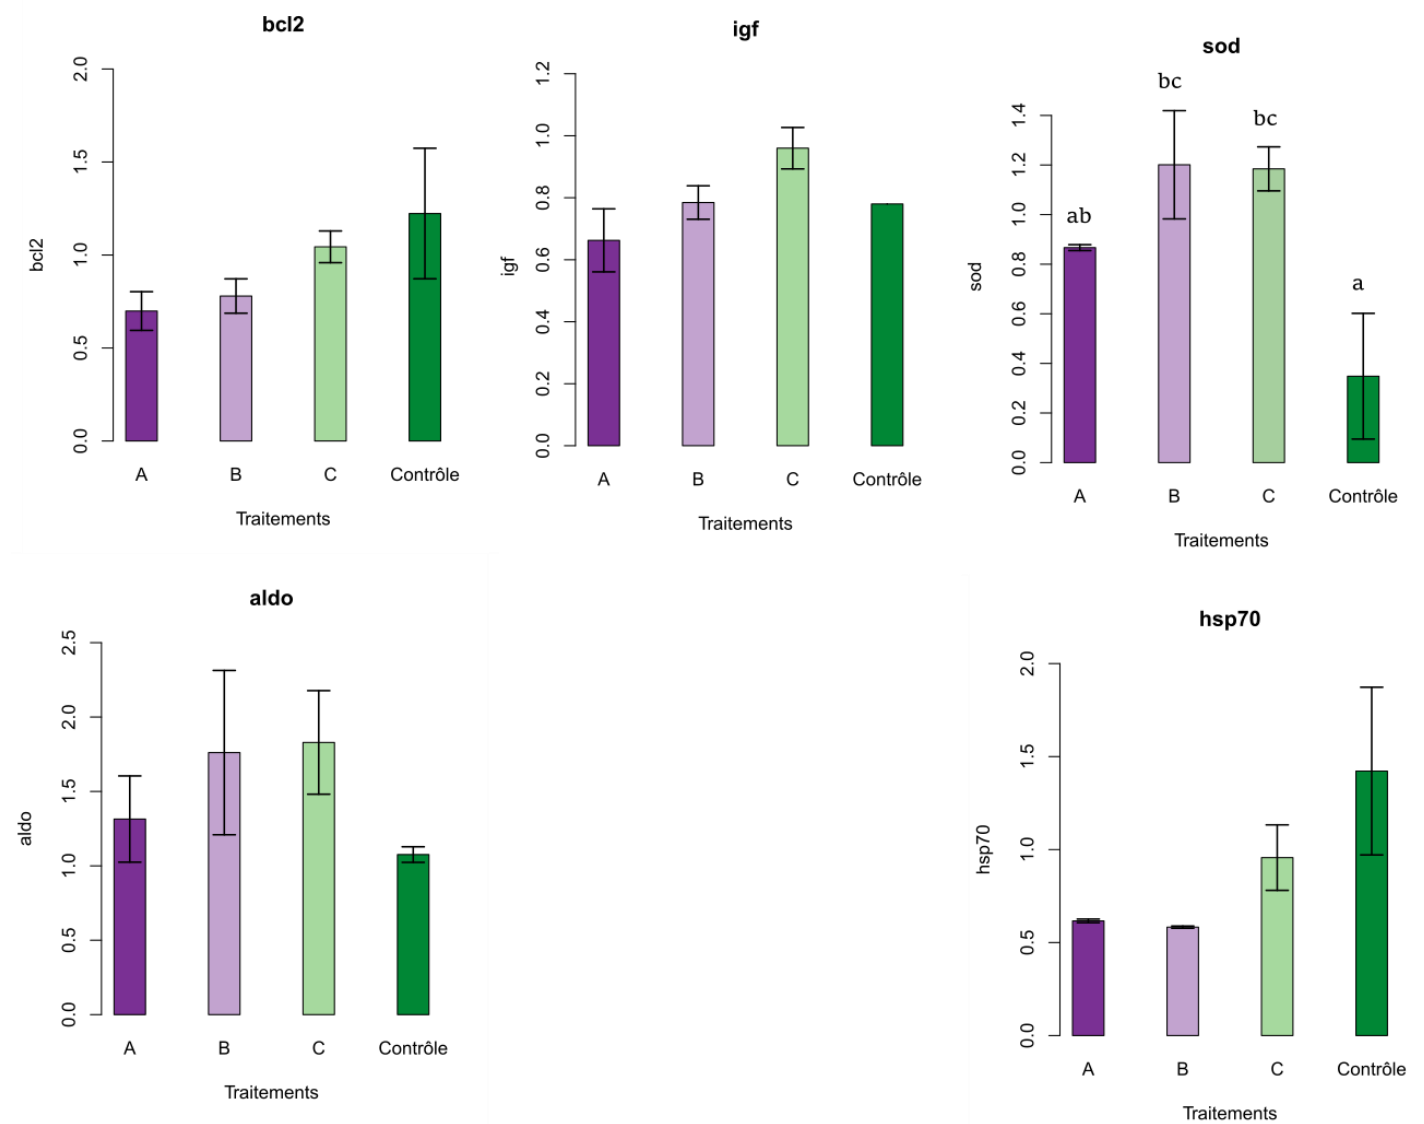 bcl2
bcl2
2.0
1.5
1.0
0.5
0.0
A B C Contrôle
Traitements
igf
igf
1.2
1.0
0.8
0.6
0.4
0.2
0.0
A B C Contrôle
Traitements
sod
sod
1.4
1.2
1.0
0.8
0.6
0.4
0.2
0.0
ab
bc
bc
a
A B C Contrôle
Traitements
aldo
aldo
2.5
2.0
1.5
1.0
0.5
0.0
A B C Contrôle
Traitements
hsp70
hsp70
2.0
1.5
1.0
0.5
0.0
A B C Contrôle
Traitements